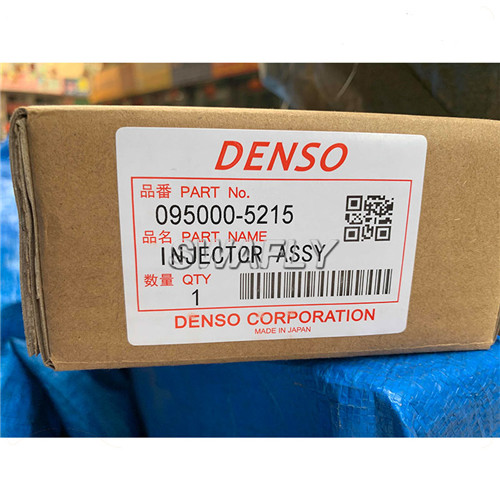 DENSO
品番 PART No.
095000-5215
品名 PART NAME
SWAFLY
INJECTOR ASSY
数量 QTY
1
DENSO CORPORATION
MADE IN JAPAN